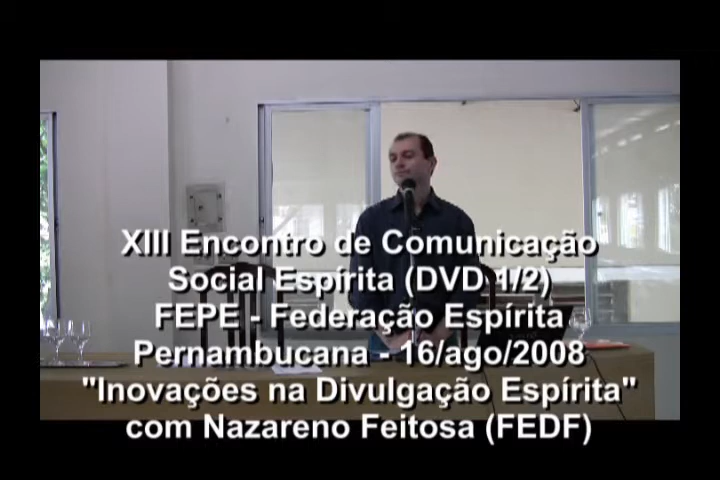 XIII Encontro de Comunicação
Social Espírita (DVD 1/2)
FEPE - Federação Espírita
Pernambucana - 16/ago/2008
"Inovações na Divulgação Espírita"
com Nazareno Feitosa (FEDF)